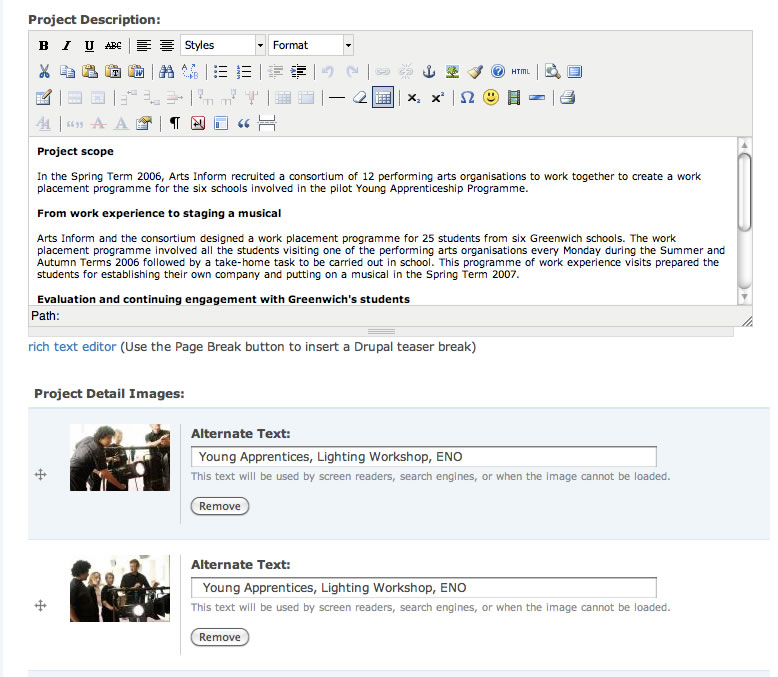 Project Description:
B I U ABC Styles Format
HTML
Project scope
In the Spring Term 2006, Arts Inform recruited a consortium of 12 performing arts organisations to work together to create a work
placement programme for the six schools involved in the pilot Young Apprenticeship Programme.
From work experience to staging a musical
Arts Inform and the consortium designed a work placement programme for 25 students from six Greenwich schools. The work
placement programme involved all the students visiting one of the performing arts organisations every Monday during the Summer and
Autumn Terms 2006 followed by a take-home task to be carried out in school. This programme of work experience visits prepared the
students for establishing their own company and putting on a musical in the Spring Term 2007.
Evaluation and continuing engagement with Greenwich's students
Path:
rich text editor (Use the Page Break button to insert a Drupal teaser break)
Project Detail Images:
Alternate Text:
Young Apprentices, Lighting Workshop, ENO
This text will be used by screen readers, search engines, or when the image cannot be loaded.
Remove
Alternate Text:
Young Apprentices, Lighting Workshop, ENO
This text will be used by screen readers, search engines, or when the image cannot be loaded.
Remove